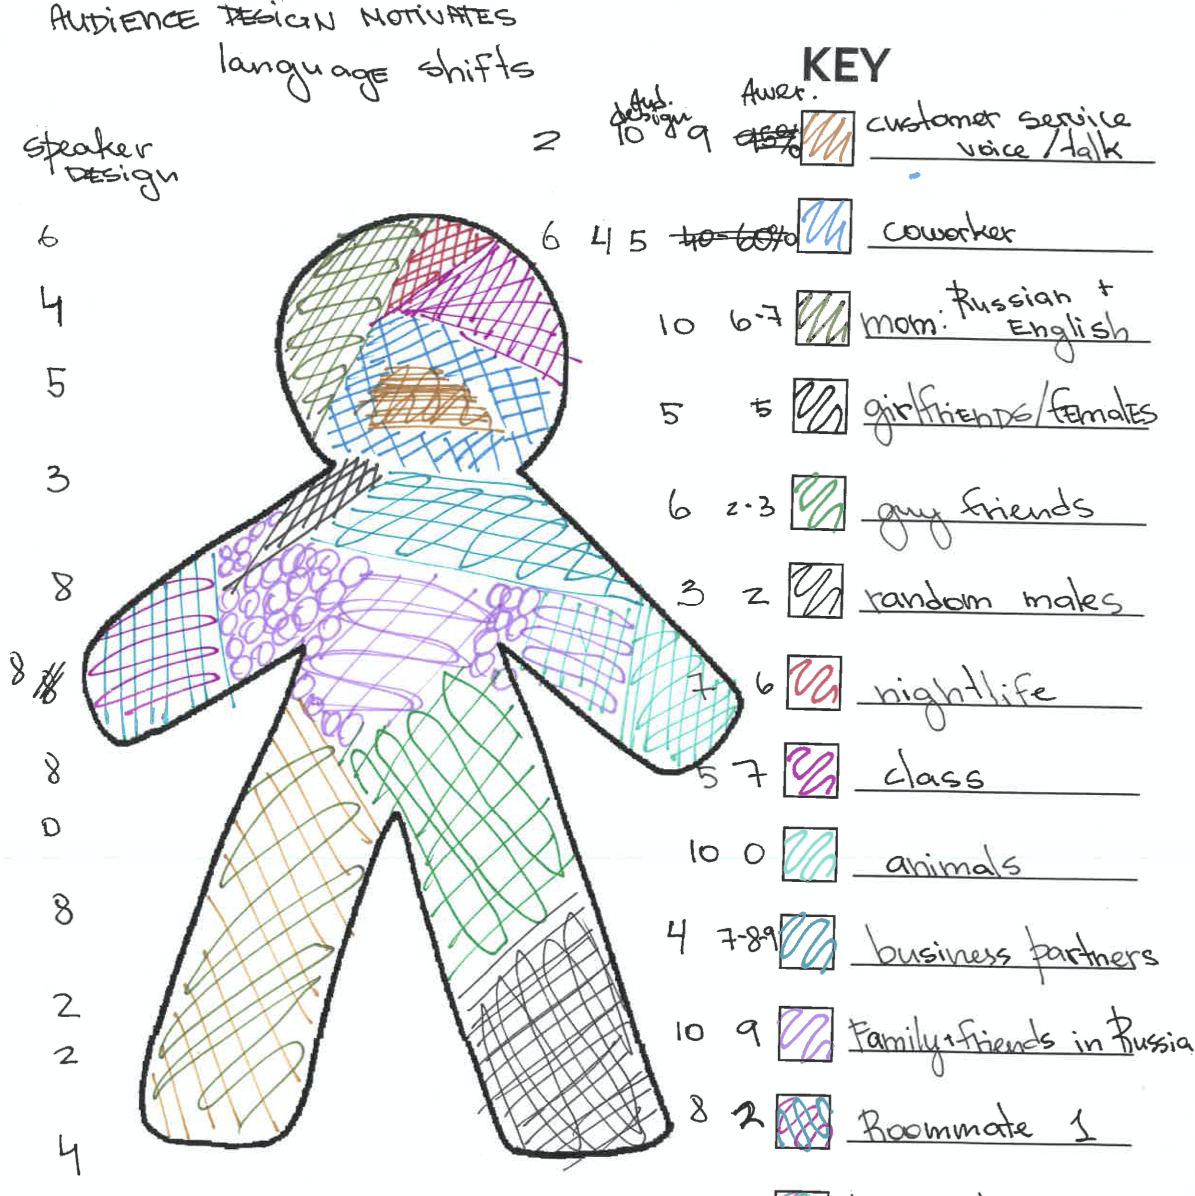 AUDIENCE DESIGN MOTIVATES
language shifts
KEY
speaker
DESIGN
Aud.
design
Awer.
2 10 9 customer service
voice / talk
6 6 4 5 40-60% coworker
4 10 6-7 mom: Russian +
English
5 5 5 girlfriends/females
3 6 2-3 guy friends
8 3 2 random males
8 7 6 nightlife
8 5 7 class
0 10 0 animals
8 4 7-8-9 business partners
2 10 9 Family+friends in Russia
2 8 2 Roommate 1
4